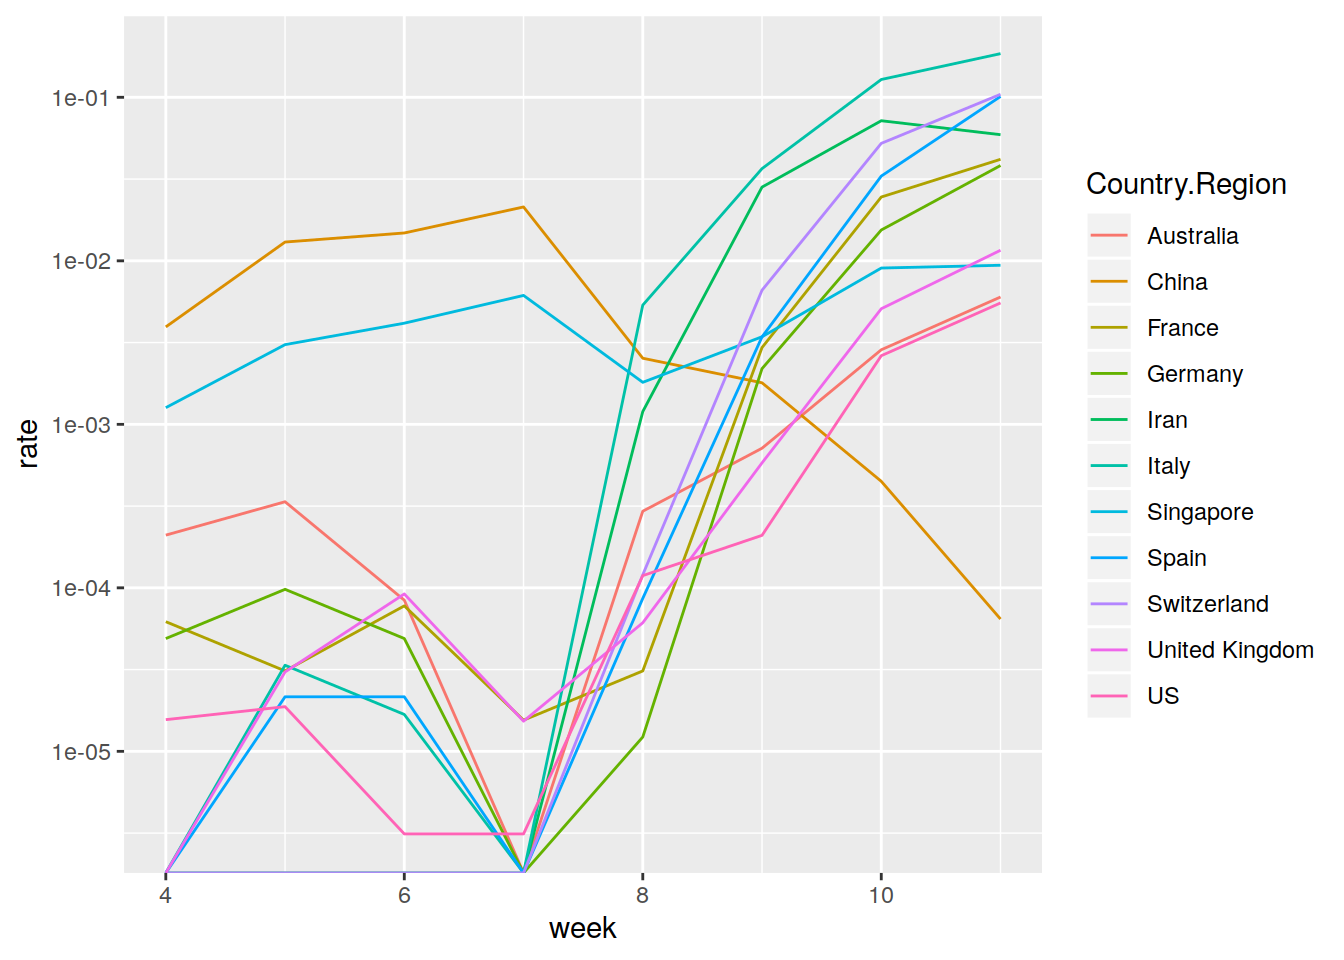 1e-01
1e-02
1e-03
1e-04
1e-05
rate
4
6
8
10
week
Country.Region
Australia
China
France
Germany
Iran
Italy
Singapore
Spain
Switzerland
United Kingdom
US